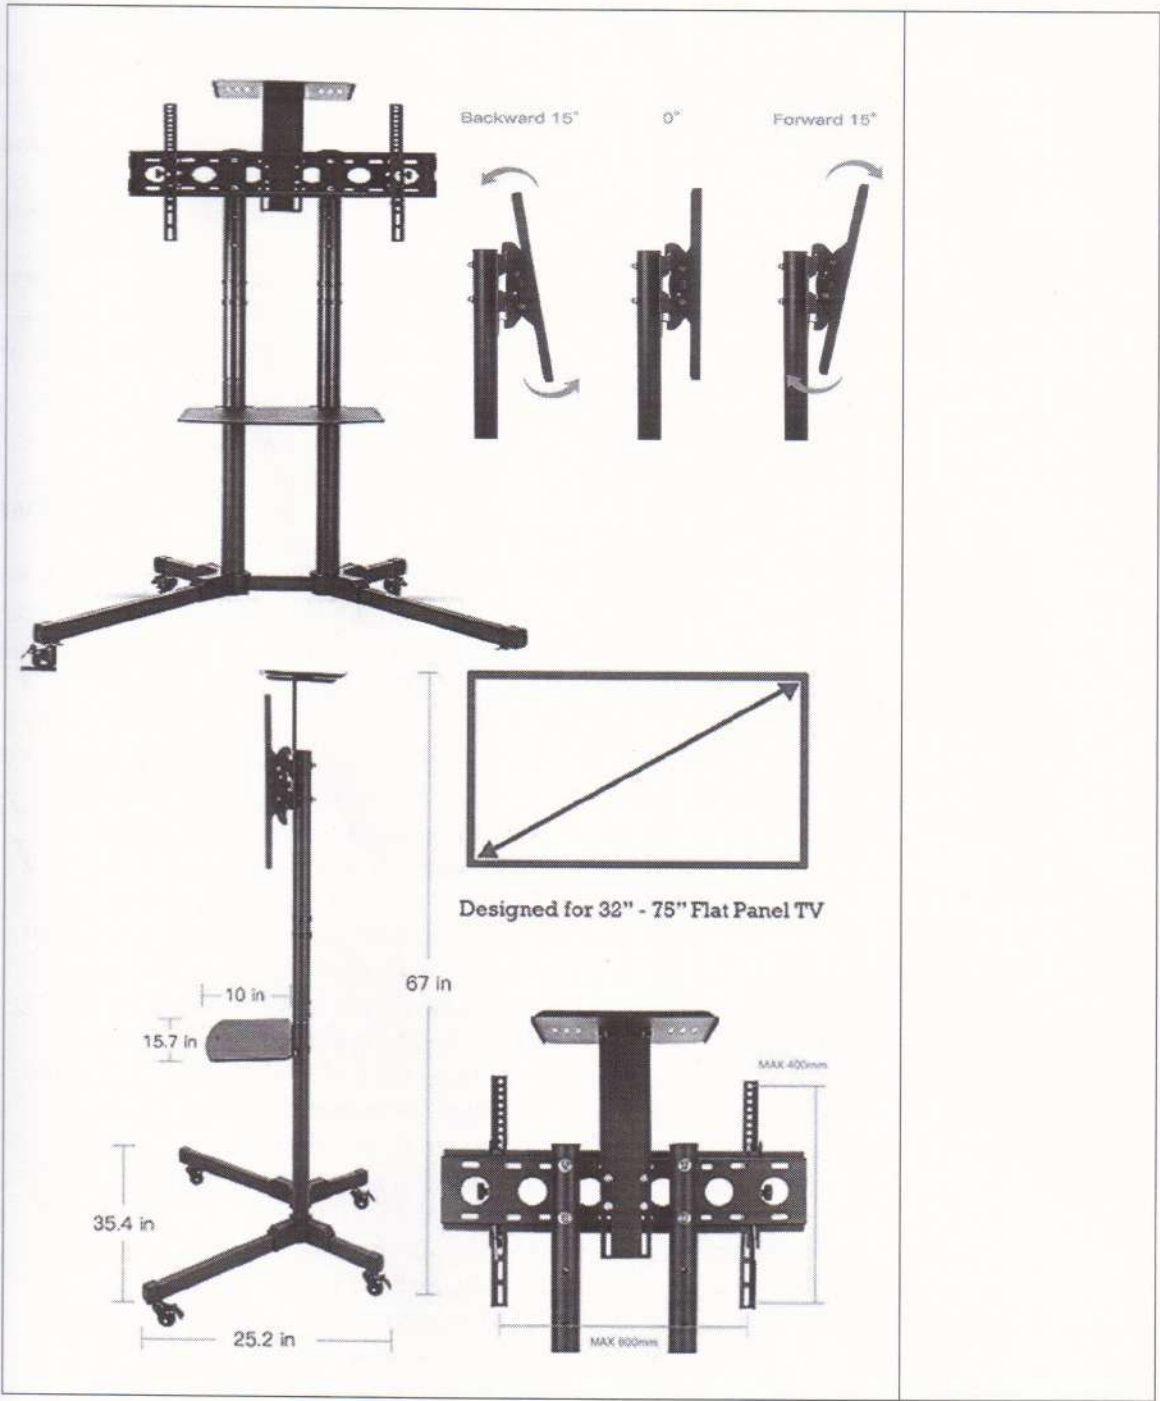 Backward 15° 0° Forward 15°
Designed for 32” - 75” Flat Panel TV
67 in
10 in
15.7 in
MAX 400mm
35.4 in
25.2 in
MAX 600mm